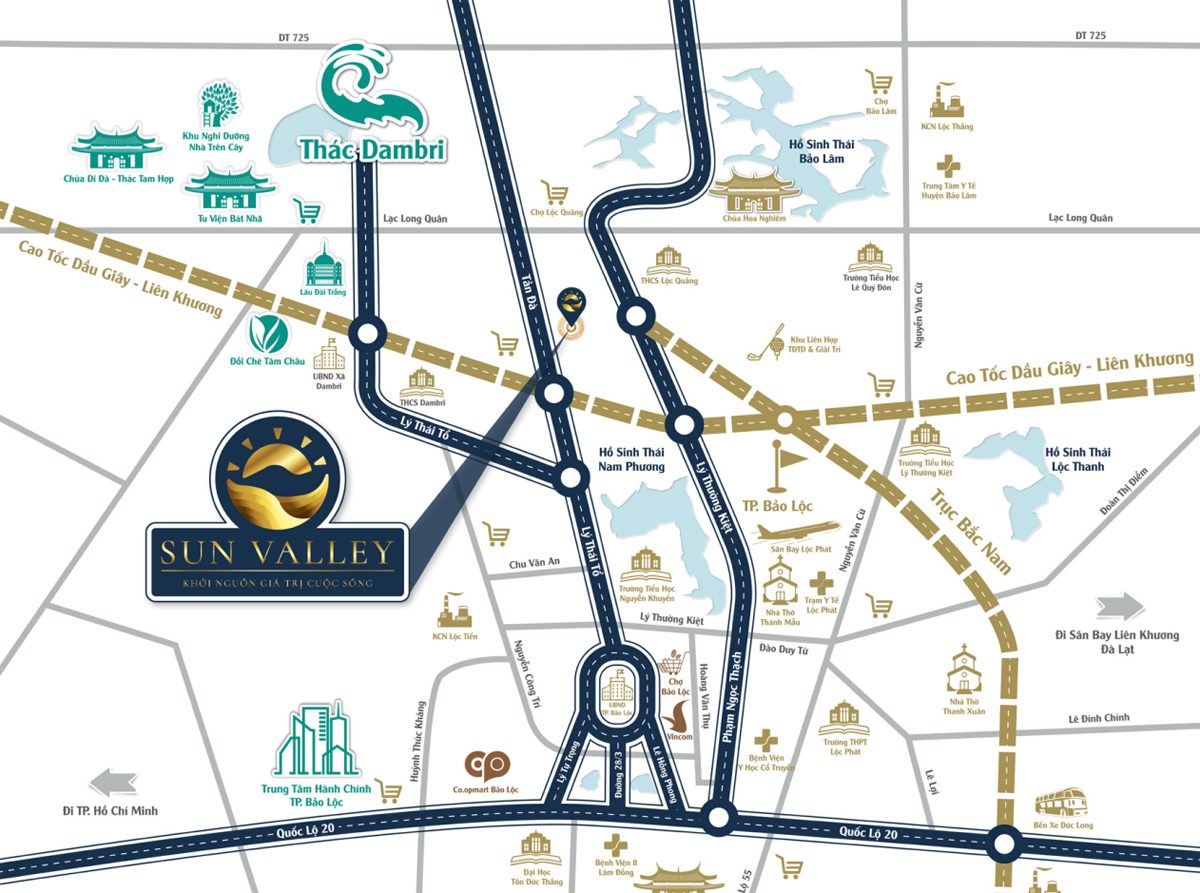 DT 725
DT 725
Khu Nghỉ Dưỡng
Nhà Trên Cây
Chùa Di Đà - Thác Tam Hợp
Tu Viện Bát Nhã
Thác Dambri
Chợ
Bảo Lâm
KCN Lộc Thắng
Hồ Sinh Thái
Bảo Lâm
Trung Tâm Y Tế
Huyện Bảo Lâm
Chợ Lộc Quảng
Chùa Hoa Nghiêm
Lạc Long Quân
Lạc Long Quân
Cao Tốc Dầu Giây - Liên Khương
Lâu Đài Trắng
Tản Đà
THCS Lộc Quảng
Trường Tiểu Học
Lê Quý Đôn
Nguyễn Văn Cừ
Đồi Chè Tâm Châu
UBND Xã
Dambri
THCS Dambri
Khu Liên Hợp
TDTD & Giải Trí
Cao Tốc Dầu Giây - Liên Khương
Lý Thái Tổ
Hồ Sinh Thái
Nam Phương
Lý Thường Kiệt
Trường Tiểu Học
Lý Thường Kiệt
Hồ Sinh Thái
Lộc Thanh
Đoàn Thị Điểm
TP. Bảo Lộc
Trục Bắc Nam
Sân Bay Lộc Phát
Nguyễn Văn Cừ
SUN VALLEY
KHỞI NGUỒN GIÁ TRỊ CUỘC SỐNG
Chu Văn An
Lý Thái Tổ
Trường Tiểu Học
Nguyễn Khuyến
Nhà Thờ
Thánh Mẫu
Trạm Y Tế
Lộc Phát
KCN Lộc Tiến
Lý Thường Kiệt
Đào Duy Từ
Đi Sân Bay Liên Khương
Đà Lạt
Nguyễn Công Trí
UBND
TP. Bảo Lộc
Chợ
Bảo Lộc
Vincom
Hoàng Văn Thụ
Phạm Ngọc Thạch
Nhà Thờ
Thanh Xuân
Lê Đình Chinh
Huỳnh Thúc Kháng
Trường THPT
Lộc Phát
Bệnh Viện
Y Học Cổ Truyền
Lê Lợi
Trung Tâm Hành Chính
TP. Bảo Lộc
Co.opmart Bảo Lộc
Lý Tự Trọng
Đường 28/3
Lê Hồng Phong
Đi TP. Hồ Chí Minh
Quốc Lộ 20
Quốc Lộ 20
Bến Xe Đức Long
Đại Học
Tôn Đức Thắng
Bệnh Viện II
Lâm Đồng
Lộ 55